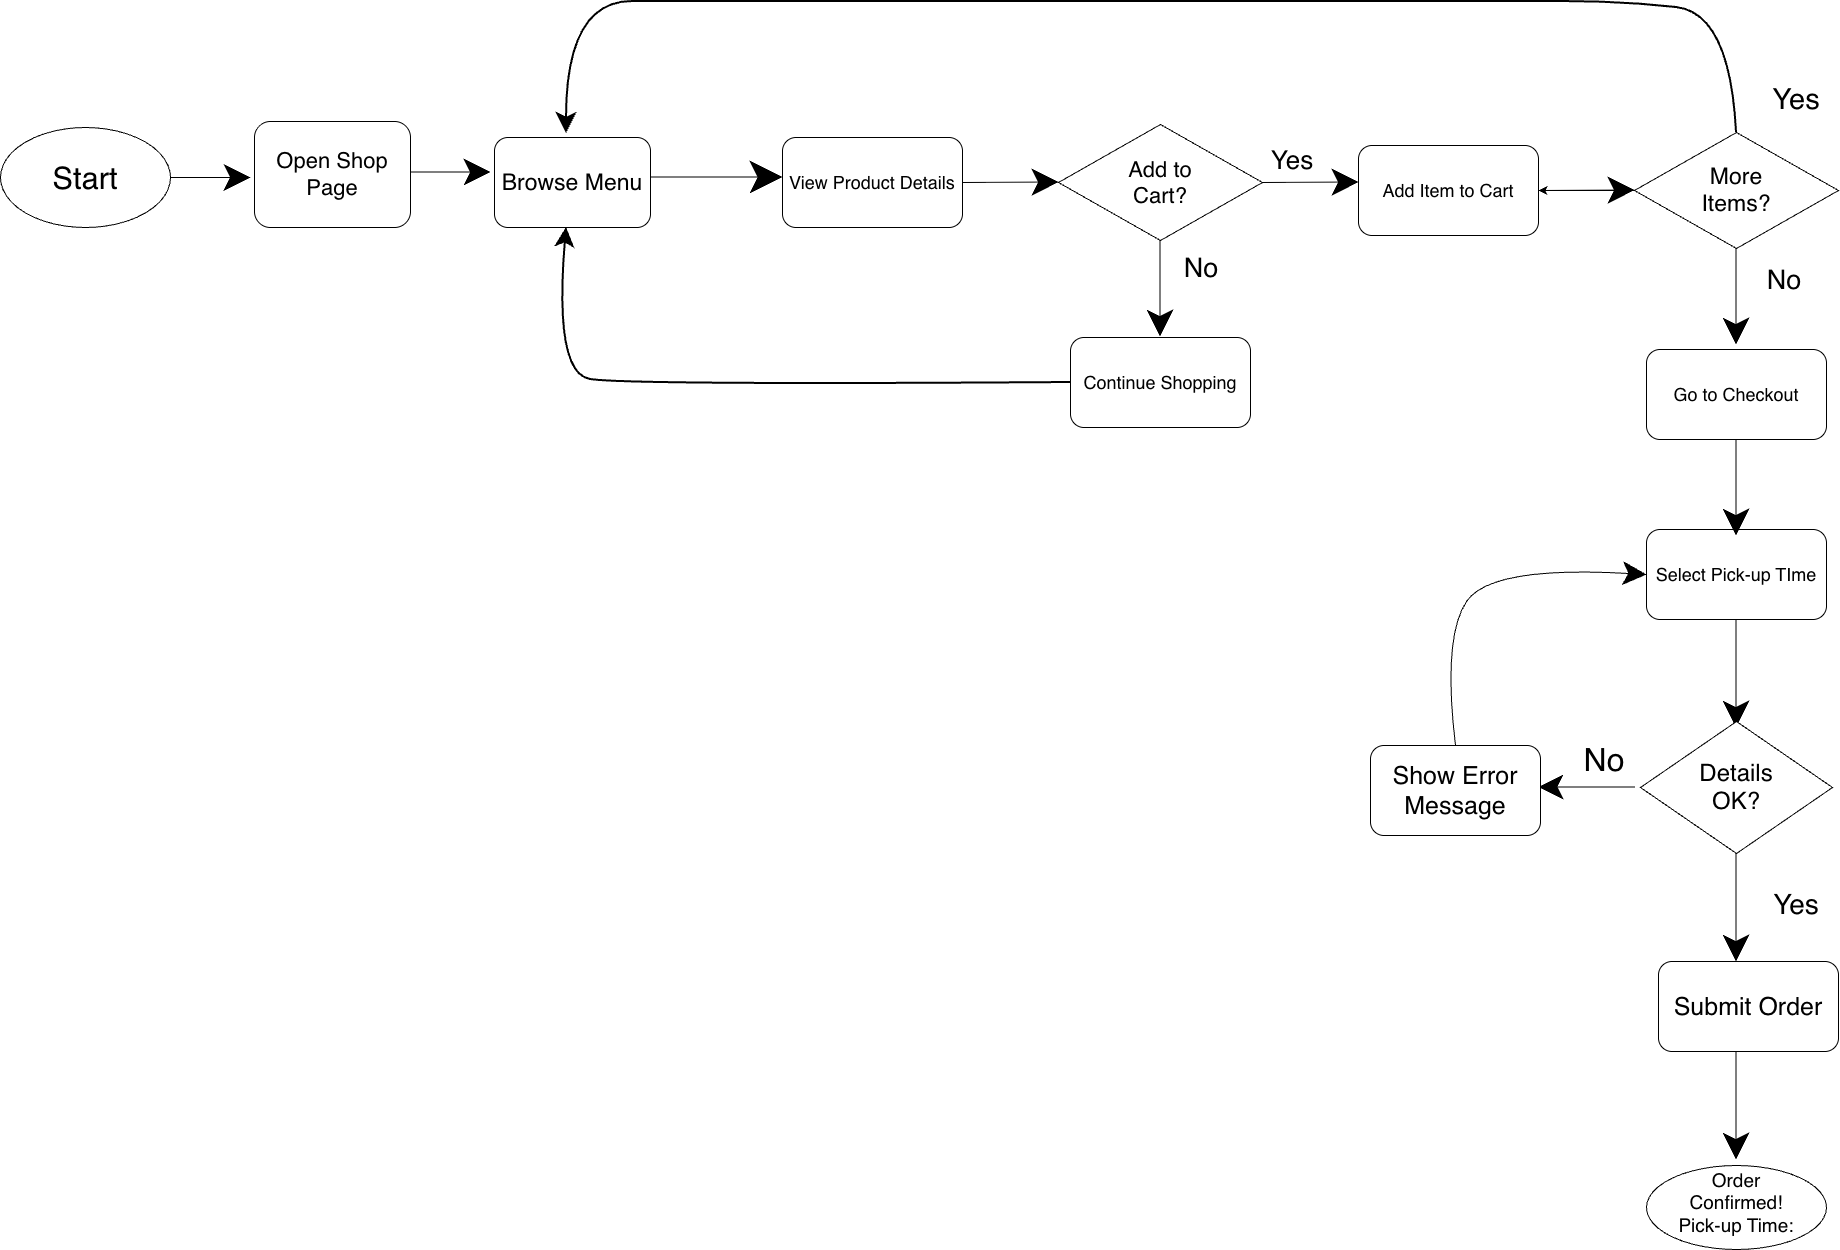 Start
Open Shop
Page
Browse Menu
View Product Details
Add to
Cart?
Yes
Add Item to Cart
More
Items?
Yes
No
Continue Shopping
No
Go to Checkout
Select Pick-up TIme
Details
OK?
No
Show Error
Message
Yes
Submit Order
Order
Confirmed!
Pick-up Time: